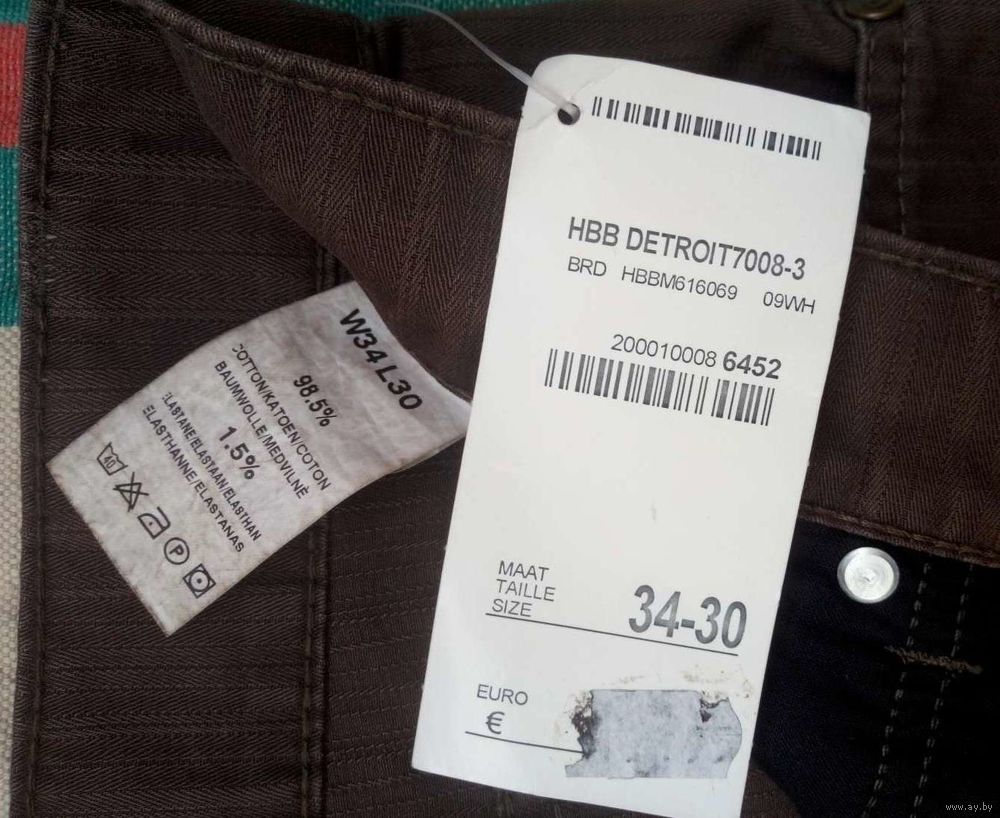 HBB DETROIT7008-3
BRD HBBM616069 09WH
200010008 6452
MAAT
TAILLE
SIZE
34-30
EURO
€
W34 L30
98.5%
COTTON/KATOEN/COTON
BAUMWOLLE/MEDVILNĖ
1.5%
ELASTANE/ELASTAAN/ELASTHAN
ELASTHANNE/ELASTANAS
40
P
www.ay.by